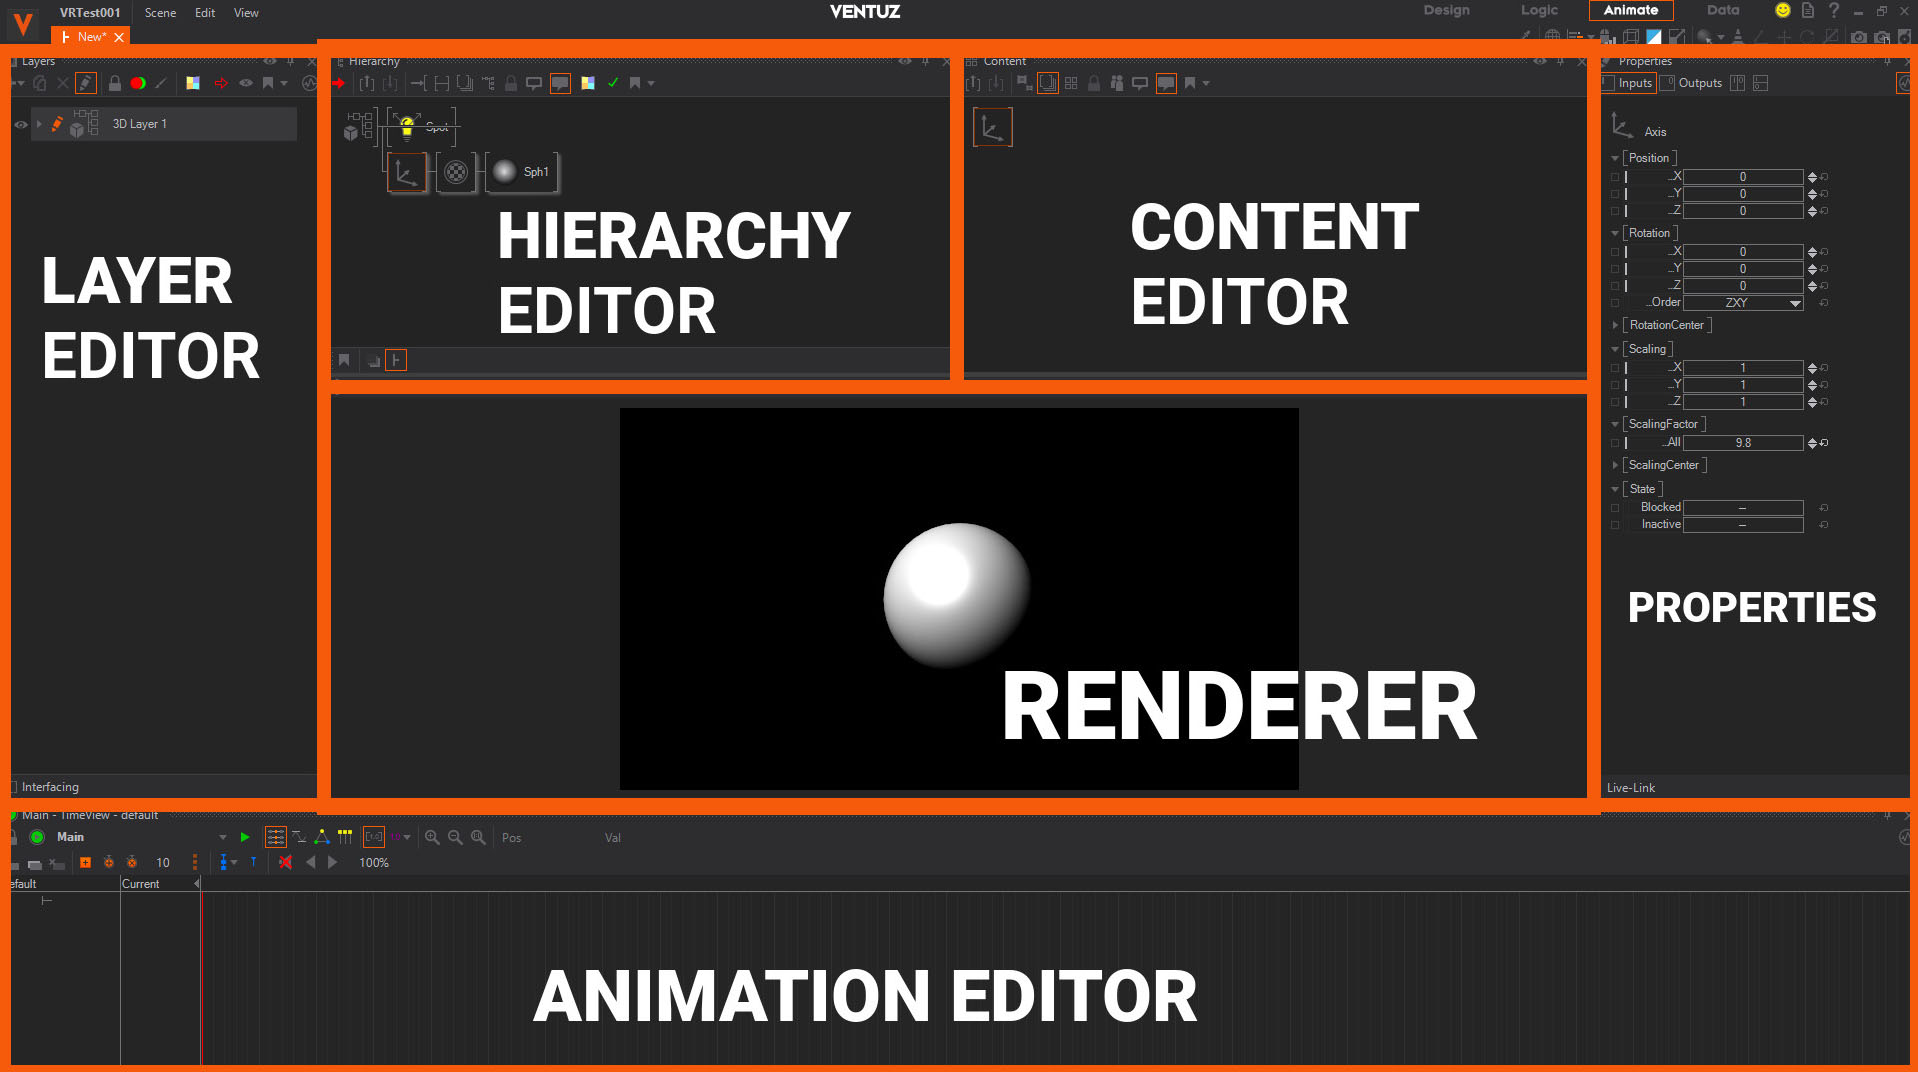 VRTest001 Scene Edit View VENTUZ Design Logic Animate Data
New*
Layers
3D Layer 1
LAYER
EDITOR
Interfacing
Hierarchy
Spot
Sph1
HIERARCHY
EDITOR
Content
CONTENT
EDITOR
RENDERER
Properties
Inputs Outputs
Axis
Position
...X 0
...Y 0
...Z 0
Rotation
...X 0
...Y 0
...Z 0
...Order ZXY
RotationCenter
Scaling
...X 1
...Y 1
...Z 1
ScalingFactor
...All 9.8
ScalingCenter
State
Blocked –
Inactive –
PROPERTIES
Live-Link
Main - TimeView - default
Main Pos Val
10 100%
efault Current
ANIMATION EDITOR